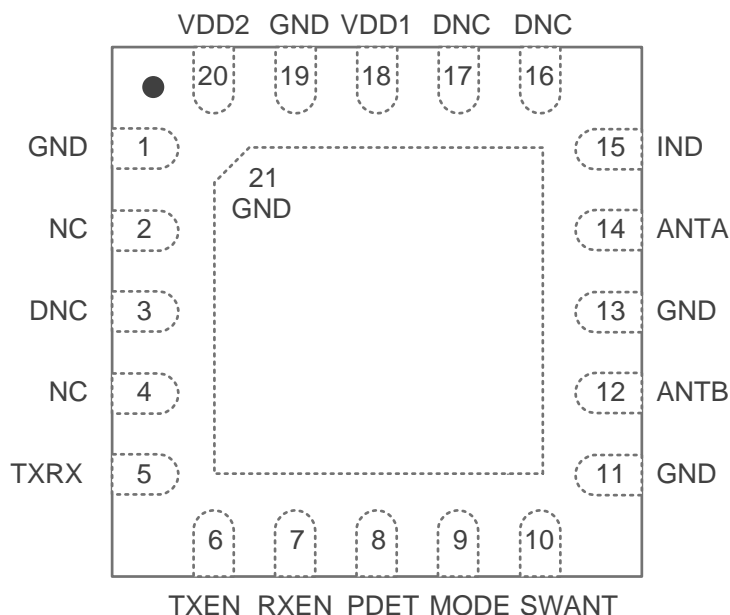 VDD2 GND VDD1 DNC DNC
20 19 18 17 16
GND 1 15 IND
21
GND
NC 2 14 ANTA
DNC 3 13 GND
NC 4 12 ANTB
TXRX 5 11 GND
6 7 8 9 10
TXEN RXEN PDET MODE SWANT